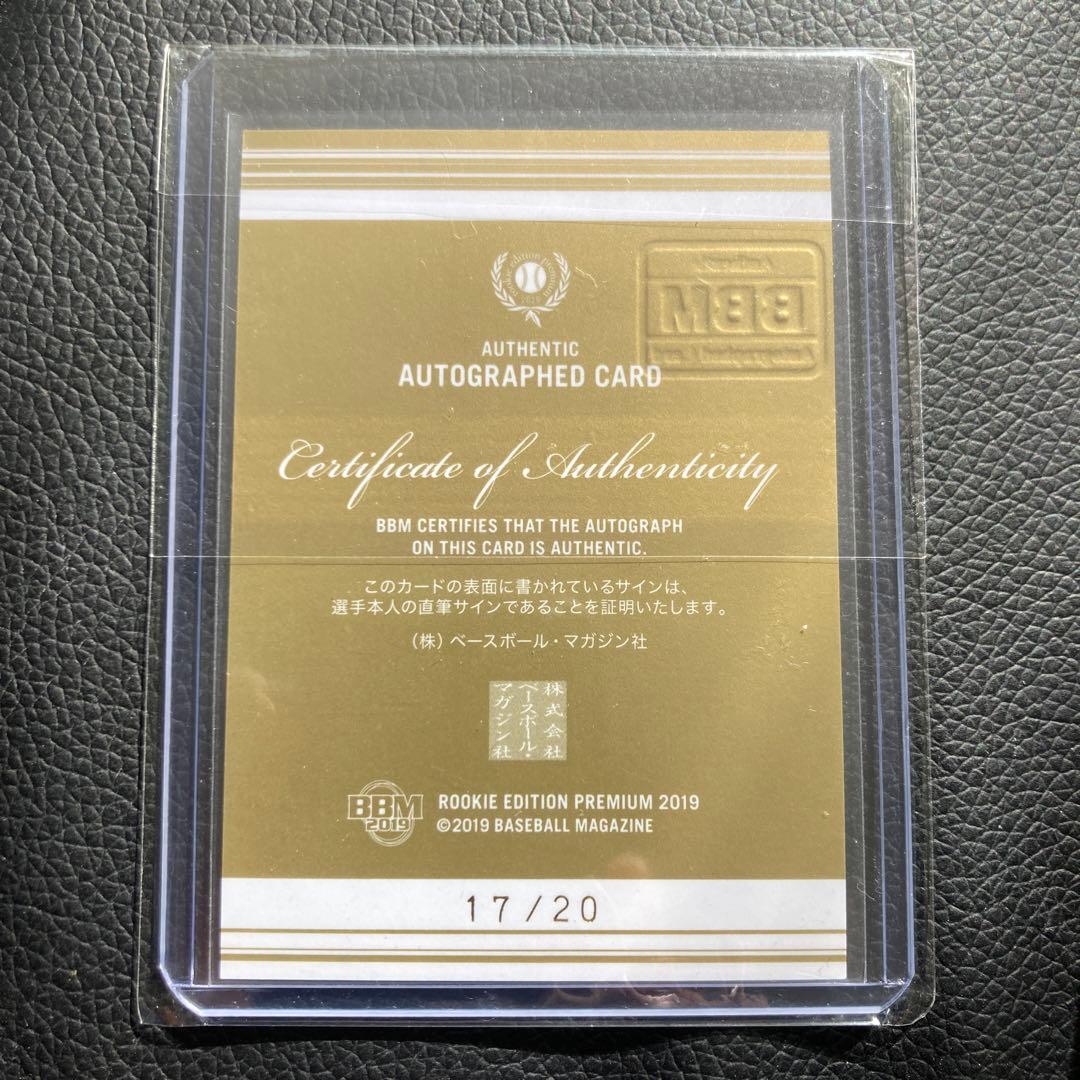 rookie edition premium
2019
AUTHENTIC
AUTOGRAPHED CARD
BBM
Certificate of Authenticity
BBM CERTIFIES THAT THE AUTOGRAPH
ON THIS CARD IS AUTHENTIC.
このカードの表面に書かれているサインは、
選手本人の直筆サインであることを証明いたします。
(株)ベースボール・マガジン社
株式会社
ベースボール・
マガジン社
BBM
2019
ROOKIE EDITION PREMIUM 2019
©2019 BASEBALL MAGAZINE
17/20